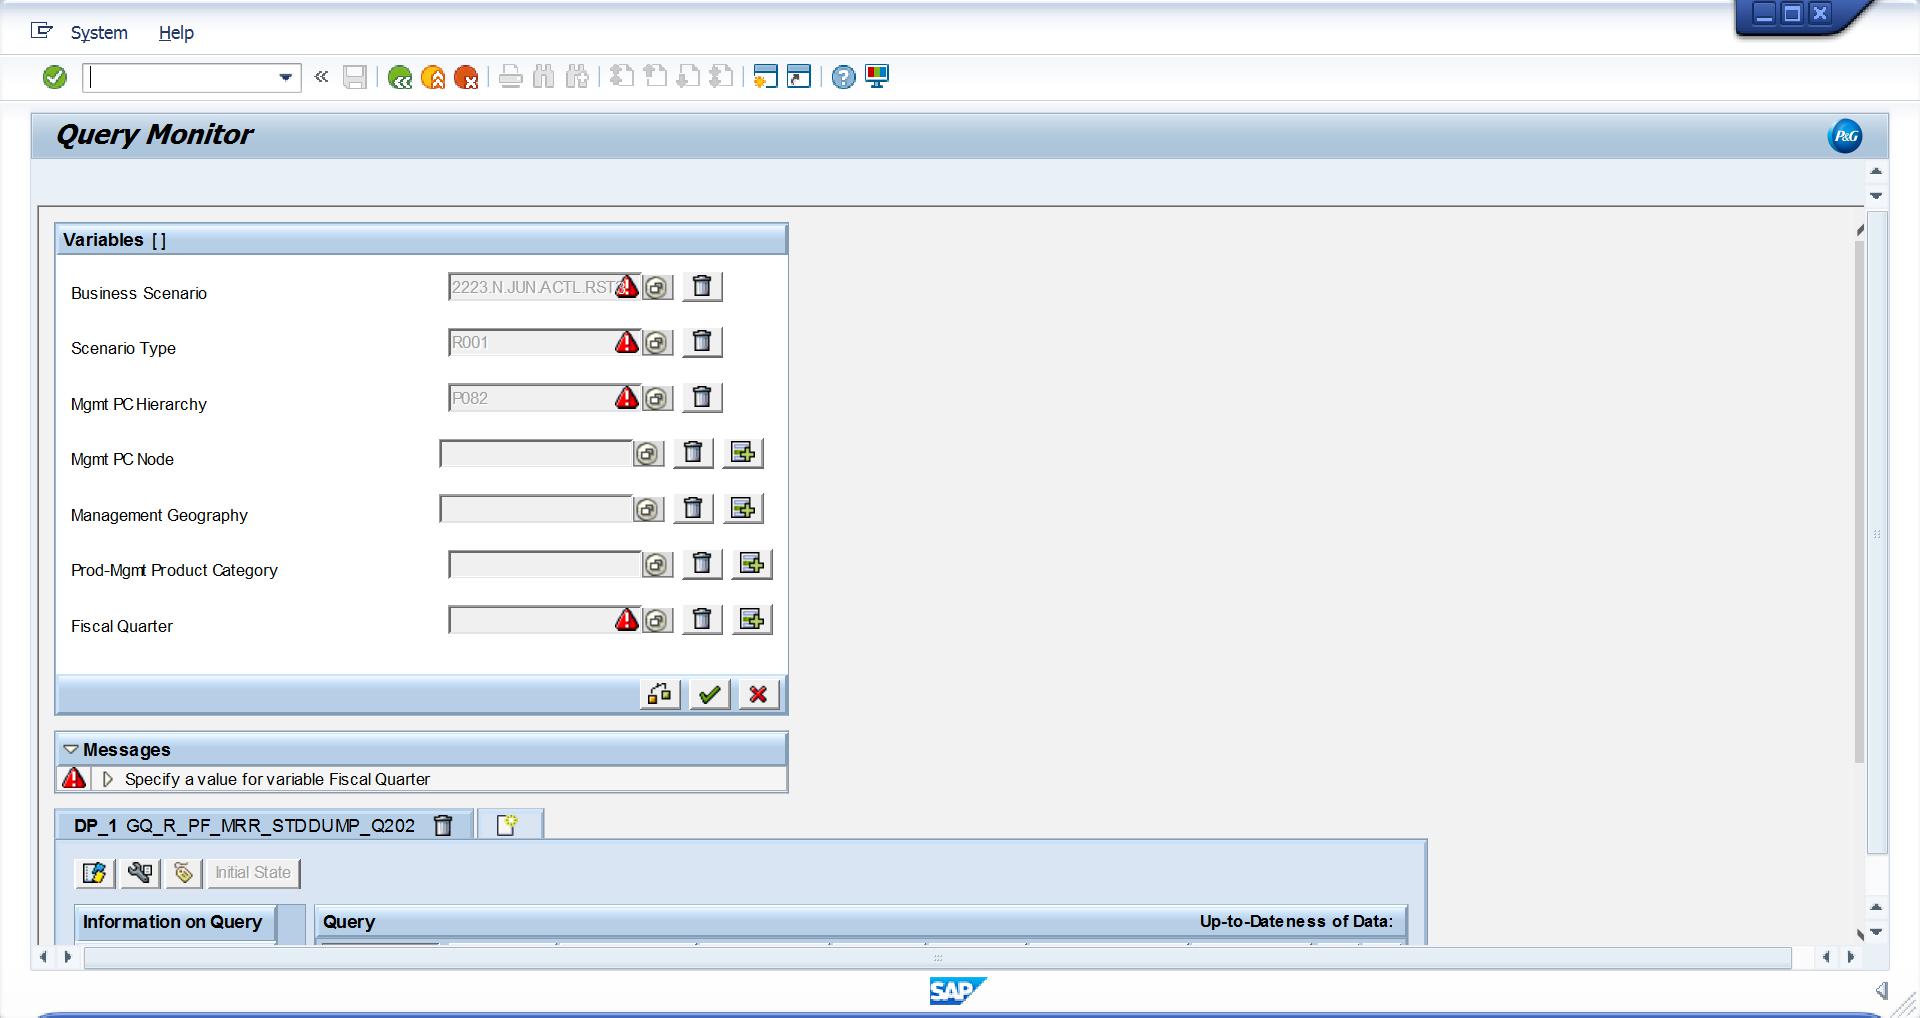 System Help
Query Monitor
P&G
Variables [ ]
Business Scenario 2223.N.JUN.ACTL.RST
Scenario Type R001
Mgmt PC Hierarchy P082
Mgmt PC Node
Management Geography
Prod-Mgmt Product Category
Fiscal Quarter
Messages
Specify a value for variable Fiscal Quarter
DP_1 GQ_R_PF_MRR_STDDUMP_Q202
Initial State
Information on Query Query Up-to-Dateness of Data:
SAP